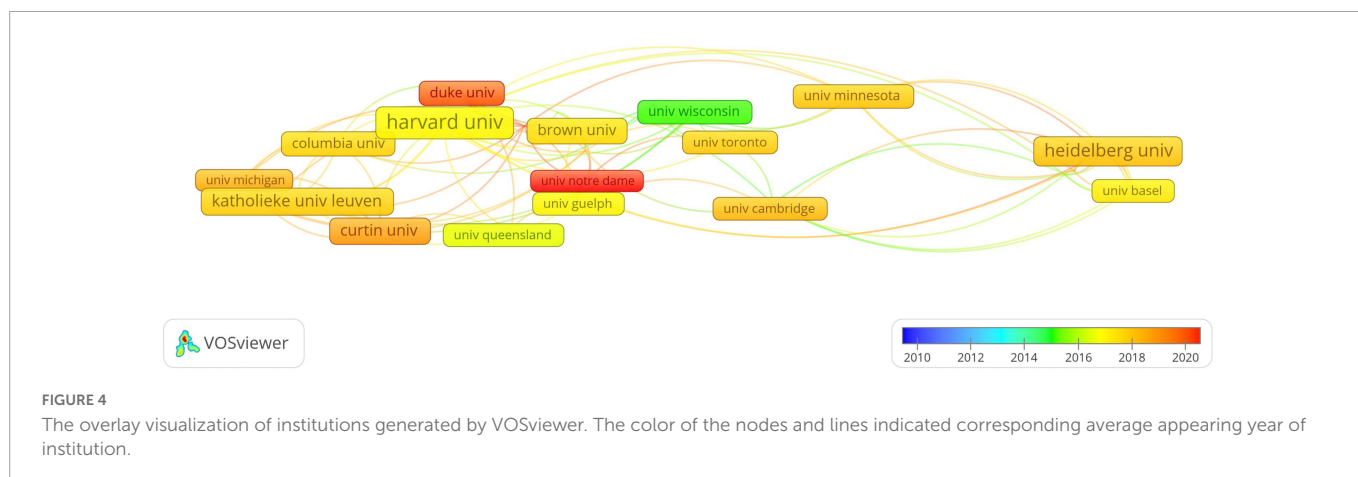 duke univ
univ minnesota
harvard univ
univ wisconsin
brown univ
columbia univ
univ toronto
heidelberg univ
univ michigan
univ notre dame
univ basel
katholieke univ leuven
univ guelph
univ cambridge
curtin univ
univ queensland
VOSviewer
2010 2012 2014 2016 2018 2020
FIGURE 4
The overlay visualization of institutions generated by VOSviewer. The color of the nodes and lines indicated corresponding average appearing year of
institution.